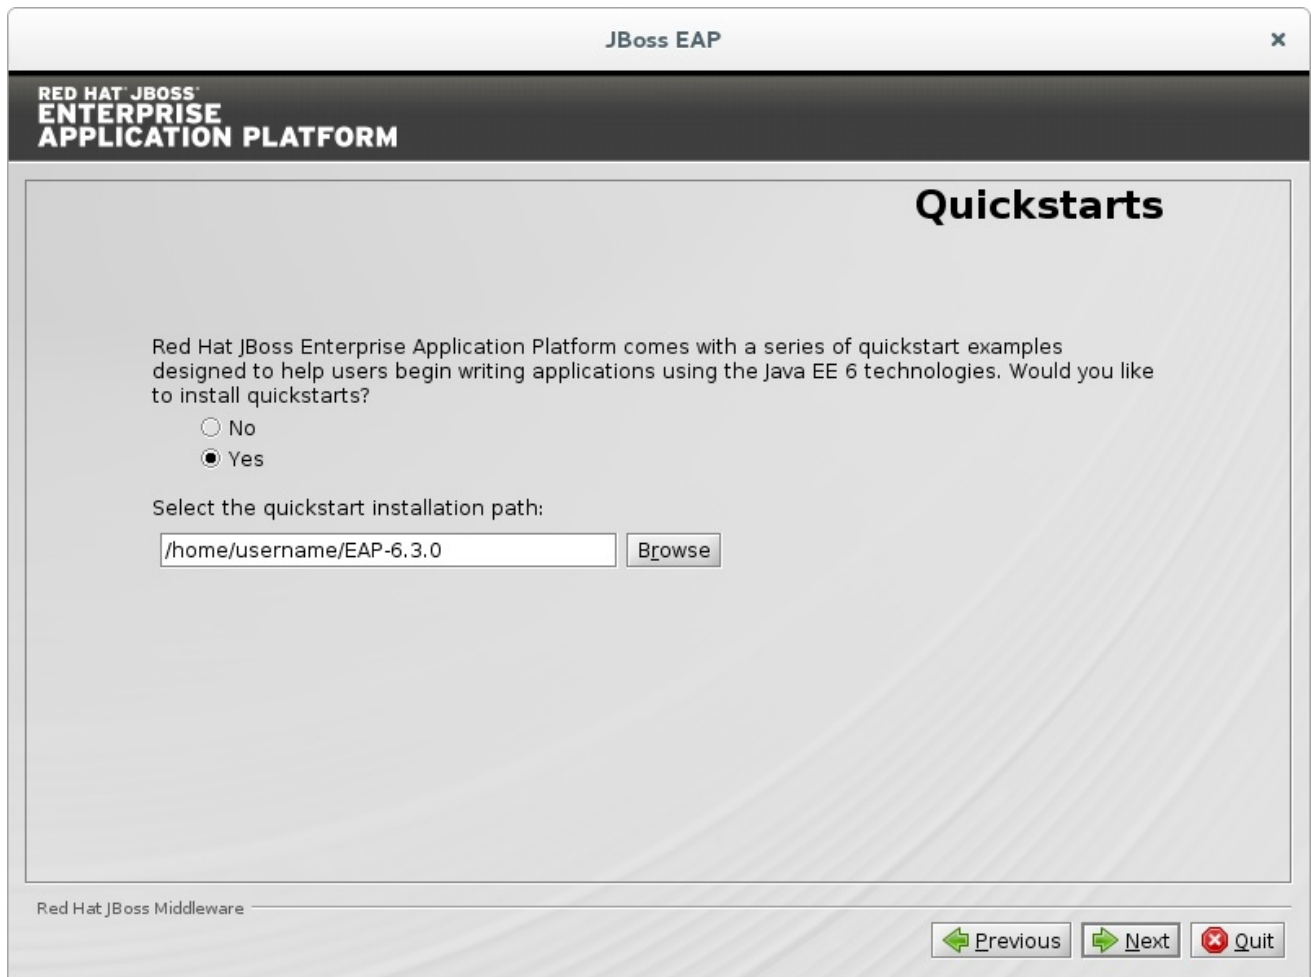 JBoss EAP
RED HAT JBOSS
ENTERPRISE
APPLICATION PLATFORM
Quickstarts
Red Hat JBoss Enterprise Application Platform comes with a series of quickstart examples
designed to help users begin writing applications using the Java EE 6 technologies. Would you like
to install quickstarts?
No
Yes
Select the quickstart installation path:
/home/username/EAP-6.3.0 Browse
Red Hat JBoss Middleware
Previous Next Quit